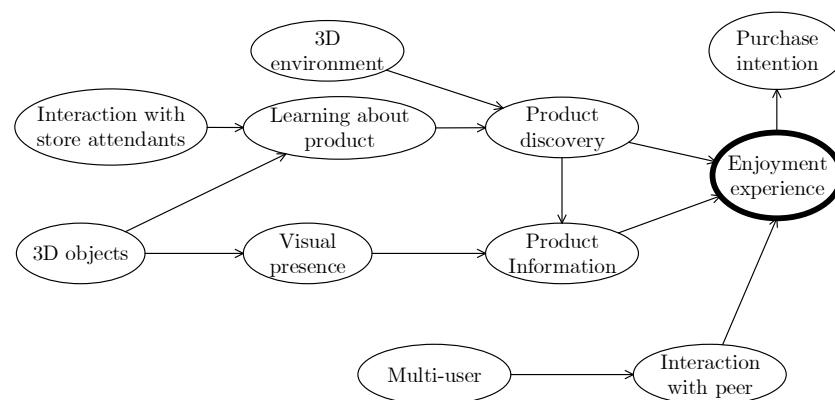 3D
environment
Purchase
intention
Interaction with
store attendants
Learning about
product
Product
discovery
Enjoyment
experience
3D objects
Visual
presence
Product
Information
Multi-user
Interaction
with peer